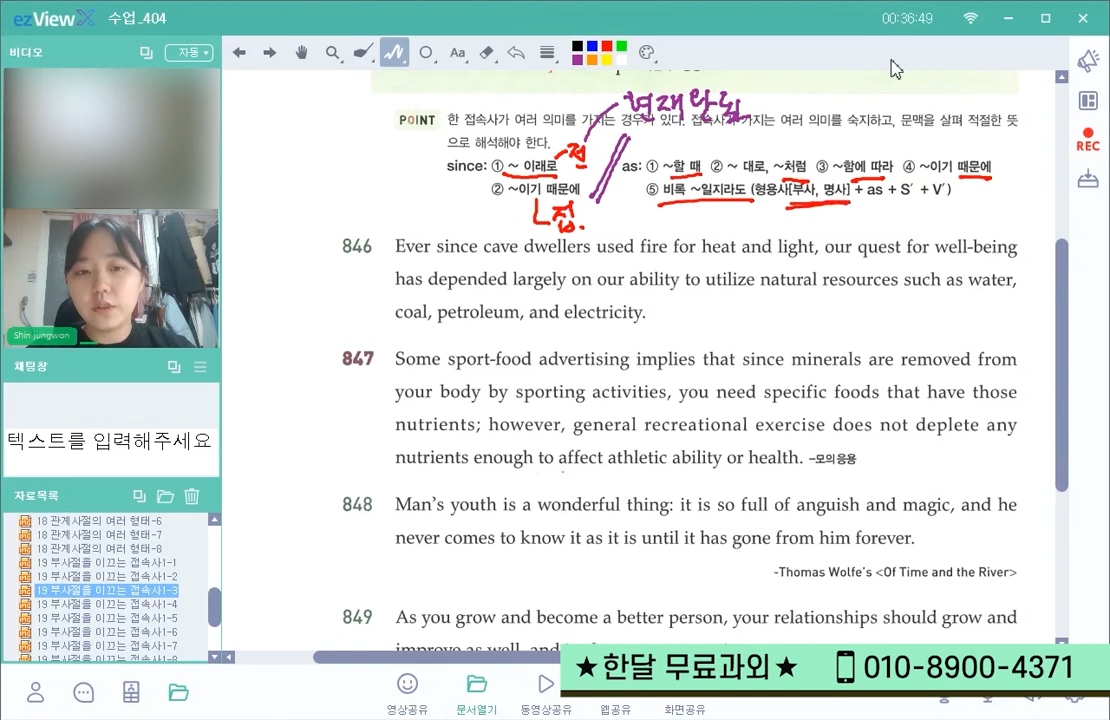 ezViewX 수업_404
00:36:49
비디오
자동
Aa
Shin jungwon
채팅창
텍스트를 입력해주세요
자료목록
18 관계사절의 여러 형태-6
18 관계사절의 여러 형태-7
18 관계사절의 여러 형태-8
19 부사절을 이끄는 접속사1-1
19 부사절을 이끄는 접속사1-2
19 부사절을 이끄는 접속사1-3
19 부사절을 이끄는 접속사1-4
19 부사절을 이끄는 접속사1-5
19 부사절을 이끄는 접속사1-6
19 부사절을 이끄는 접속사1-7
19 부사절을 이끄는 접속사1-8
현재완료
POINT 한 접속사가 여러 의미를 가지는 경우가 있다. 접속사가 가지는 여러 의미를 숙지하고, 문맥을 살펴 적절한 뜻
으로 해석해야 한다.
since: ① ~ 이래로 전 as: ① ~할 때 ② ~ 대로, ~처럼 ③ ~함에 따라 ④ ~이기 때문에
② ~이기 때문에 ⑤ 비록 ~일지라도 (형용사[부사, 명사] + as + S´ + V´)
접.
846 Ever since cave dwellers used fire for heat and light, our quest for well-being
has depended largely on our ability to utilize natural resources such as water,
coal, petroleum, and electricity.
847 Some sport-food advertising implies that since minerals are removed from
your body by sporting activities, you need specific foods that have those
nutrients; however, general recreational exercise does not deplete any
nutrients enough to affect athletic ability or health. –모의응용
848 Man's youth is a wonderful thing: it is so full of anguish and magic, and he
never comes to know it as it is until it has gone from him forever.
-Thomas Wolfe's <Of Time and the River>
849 As you grow and become a better person, your relationships should grow and
REC
★한달 무료과외★ 010-8900-4371
영상공유 문서열기 동영상공유 웹공유 화면공유